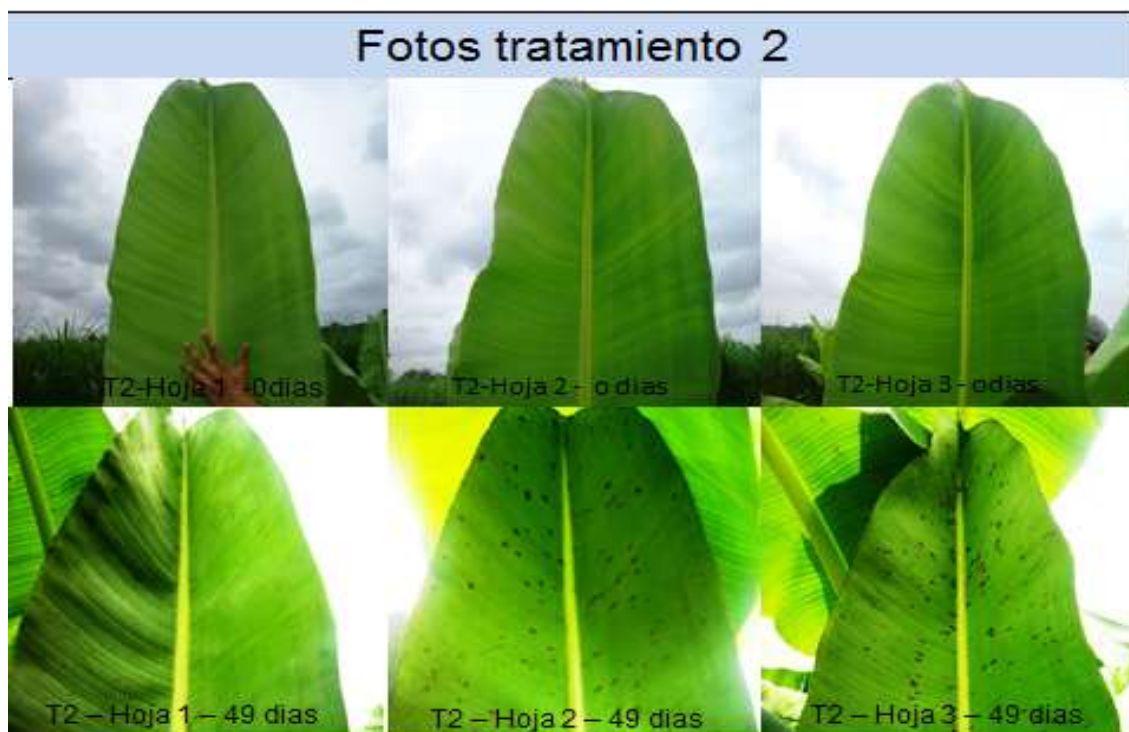 Fotos tratamiento 2
T2-Hoja 1 -0dias
T2-Hoja 2 - o dias
T2-Hoja 3 - odias
T2 – Hoja 1 – 49 dias
T2 – Hoja 2 – 49 dias
T2 – Hoja 3 – 49 dias